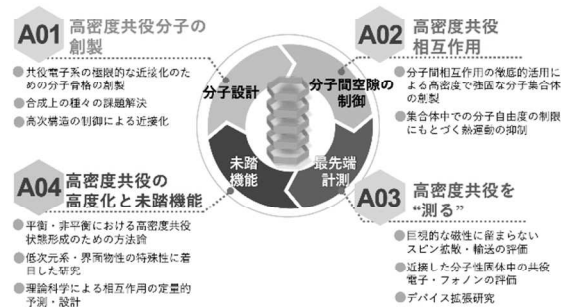 A01
高密度共役分子の
創製
共役電子系の極限的な近接化のた
めの分子骨格の創製
合成上の種々の課題解決
高次構造の制御による近接化
A02
高密度共役
相互作用
分子間相互作用の徹底的活用に
よる高密度で強固な分子集合体
の創製
集合体中での分子自由度の制限
にもとづく熱運動の抑制
分子設計
分子間空隙の
制御
未踏
機能
最先端
計測
A04
高密度共役の
高度化と未踏機能
平衡・非平衡における高密度共役
状態形成のための方法論
低次元系・界面物性の特殊性に着
目した研究
理論科学による相互作用の定量的
予測・設計
A03
高密度共役を
“測る”
巨視的な磁性に留まらない
スピン拡散・輸送の評価
近接した分子性固体中の共役
電子・フォノンの評価
デバイス拡張研究